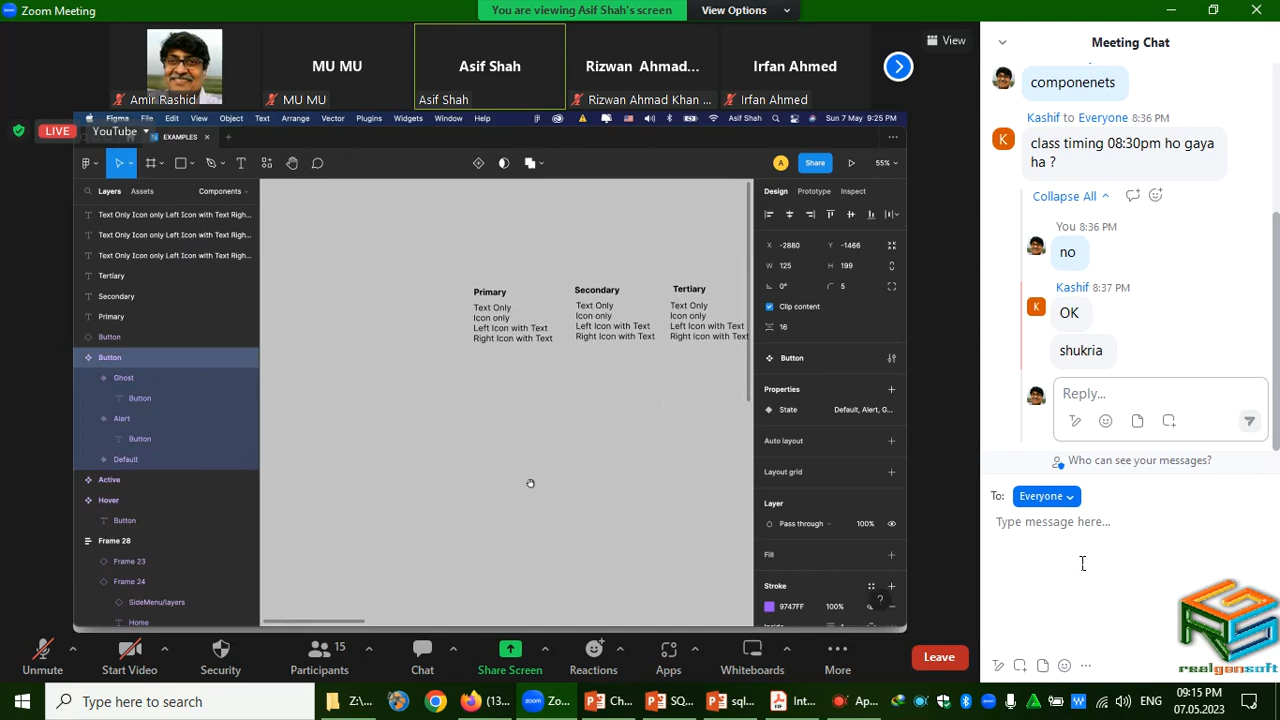 Zoom Meeting
You are viewing Asif Shah's screen
View Options
View
Amir Rashid
MU MU
MU MU
Asif Shah
Asif Shah
Rizwan Ahmad...
Rizwan Ahmad Khan ...
Irfan Ahmed
Irfan Ahmed
LIVE
YouTube
Figma File Edit View Object Text Arrange Vector Plugins Widgets Window Help
Asif Shah
Sun 7 May 9:25 PM
EXAMPLES
A
Share
55%
Layers Assets Components
Text Only Icon only Left Icon with Text Righ...
Text Only Icon only Left Icon with Text Righ...
Text Only Icon only Left Icon with Text Righ...
Tertiary
Secondary
Primary
Button
Button
Ghost
Button
Alert
Button
Default
Active
Hover
Button
Frame 28
Frame 23
Frame 24
SideMenu/layers
Home
Primary
Text Only
Icon only
Left Icon with Text
Right Icon with Text
Secondary
Text Only
Icon only
Left Icon with Text
Right Icon with Text
Tertiary
Text Only
Icon only
Left Icon with Text
Right Icon with Text
Design Prototype Inspect
X -2880 Y -1466
W 125 H 199
0° 5
Clip content
16
Button
Properties
State Default, Alert, G...
Auto layout
Layout grid
Layer
Pass through 100%
Fill
Stroke
9747FF 100%
?
Meeting Chat
componenets
Kashif to Everyone 8:36 PM
K
class timing 08:30pm ho gaya
ha ?
Collapse All
You 8:36 PM
no
Kashif 8:37 PM
K
OK
shukria
Reply...
Who can see your messages?
To: Everyone
Type message here...
realgensoft
Unmute
Start Video
Security
15
Participants
Chat
Share Screen
Reactions
Apps
Whiteboards
More
Leave
Type here to search
Z:\...
(13...
Zo...
Ch...
SQ...
sql...
Int...
Ap...
ENG
09:15 PM
07.05.2023